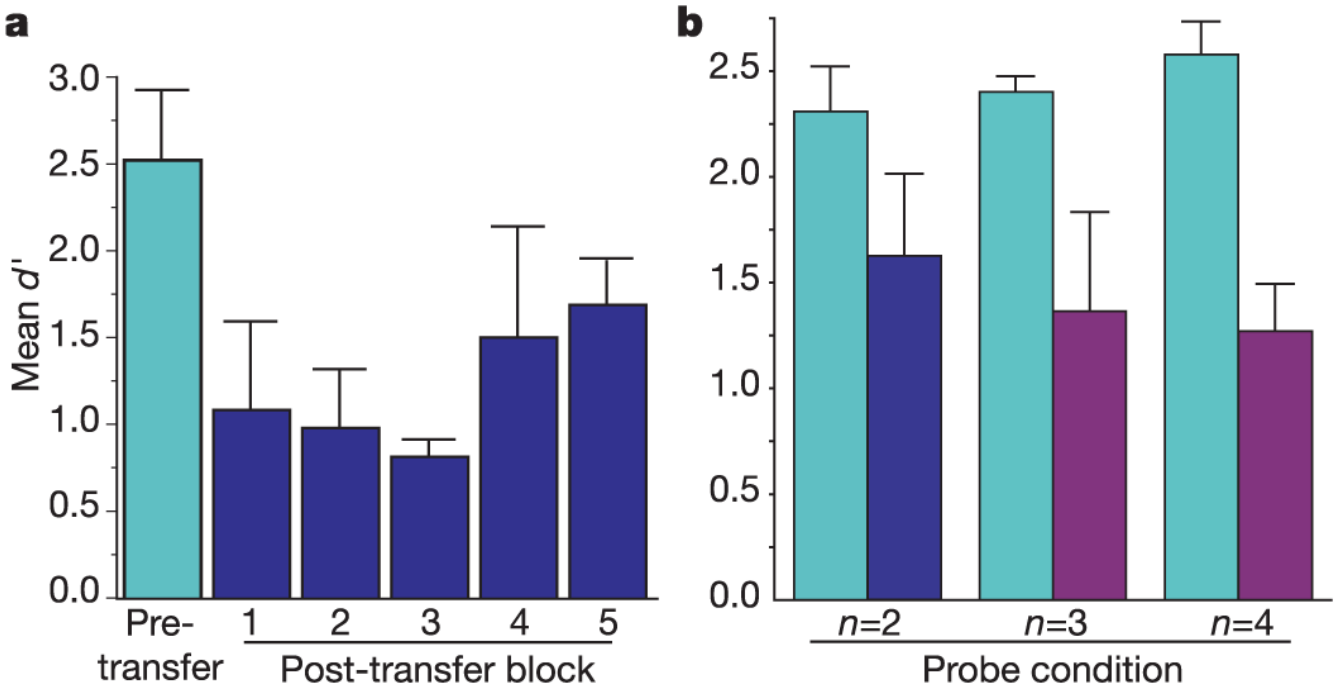 a
3.0
2.5
2.0
1.5
1.0
0.5
0.0
Mean d'
Pre-transfer
1 2 3 4 5
Post-transfer block
b
2.5
2.0
1.5
1.0
0.5
0.0
n=2 n=3 n=4
Probe condition